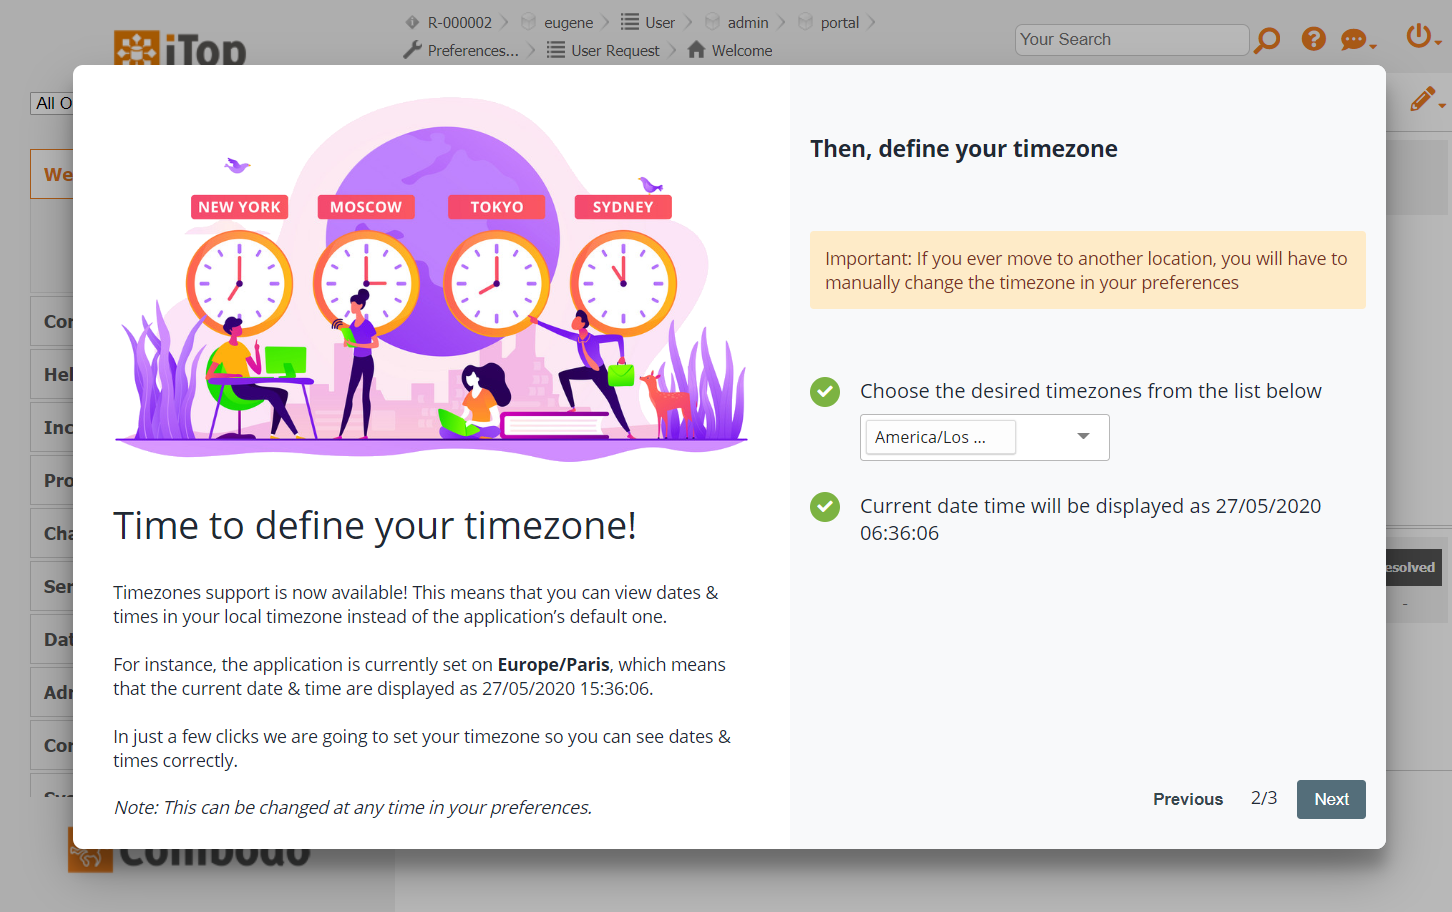 R-000002 eugene User admin portal
Preferences... User Request Welcome
iTop
Your Search
All O
We
Cor
Hel
Inc
Pro
Cha
Ser
Dat
Adr
Cor
Combodo
esolved
-
NEW YORK MOSCOW TOKYO SYDNEY
Time to define your timezone!
Timezones support is now available! This means that you can view dates &
times in your local timezone instead of the application’s default one.
For instance, the application is currently set on Europe/Paris, which means
that the current date & time are displayed as 27/05/2020 15:36:06.
In just a few clicks we are going to set your timezone so you can see dates &
times correctly.
Note: This can be changed at any time in your preferences.
Then, define your timezone
Important: If you ever move to another location, you will have to
manually change the timezone in your preferences
Choose the desired timezones from the list below
America/Los ...
Current date time will be displayed as 27/05/2020
06:36:06
Previous 2/3 Next